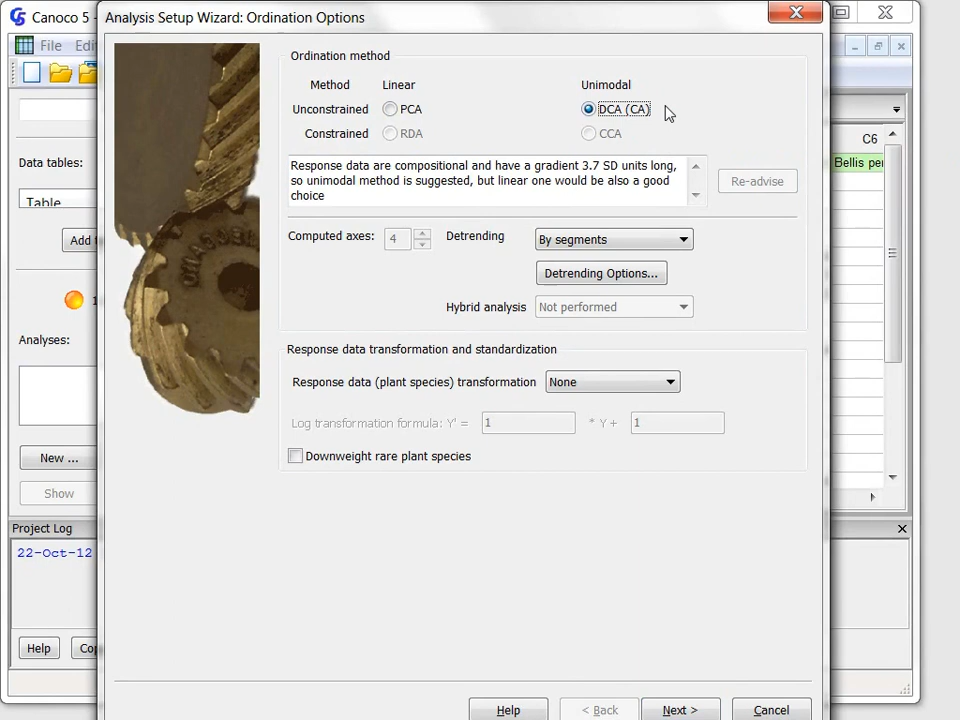 Canoco 5 -
Analysis Setup Wizard: Ordination Options
File Edi
Ordination method
Method Linear Unimodal
Unconstrained PCA DCA (CA)
Constrained RDA CCA
C6
Bellis per
Data tables:
Table
Add t
1
Response data are compositional and have a gradient 3.7 SD units long,
so unimodal method is suggested, but linear one would be also a good
choice
Re-advise
Computed axes: 4 Detrending By segments
Detrending Options...
Hybrid analysis Not performed
Analyses:
Response data transformation and standardization
Response data (plant species) transformation None
Log transformation formula: Y' = 1 * Y + 1
Downweight rare plant species
New ...
Show
Project Log
22-Oct-12
Help Cop
Help < Back Next > Cancel